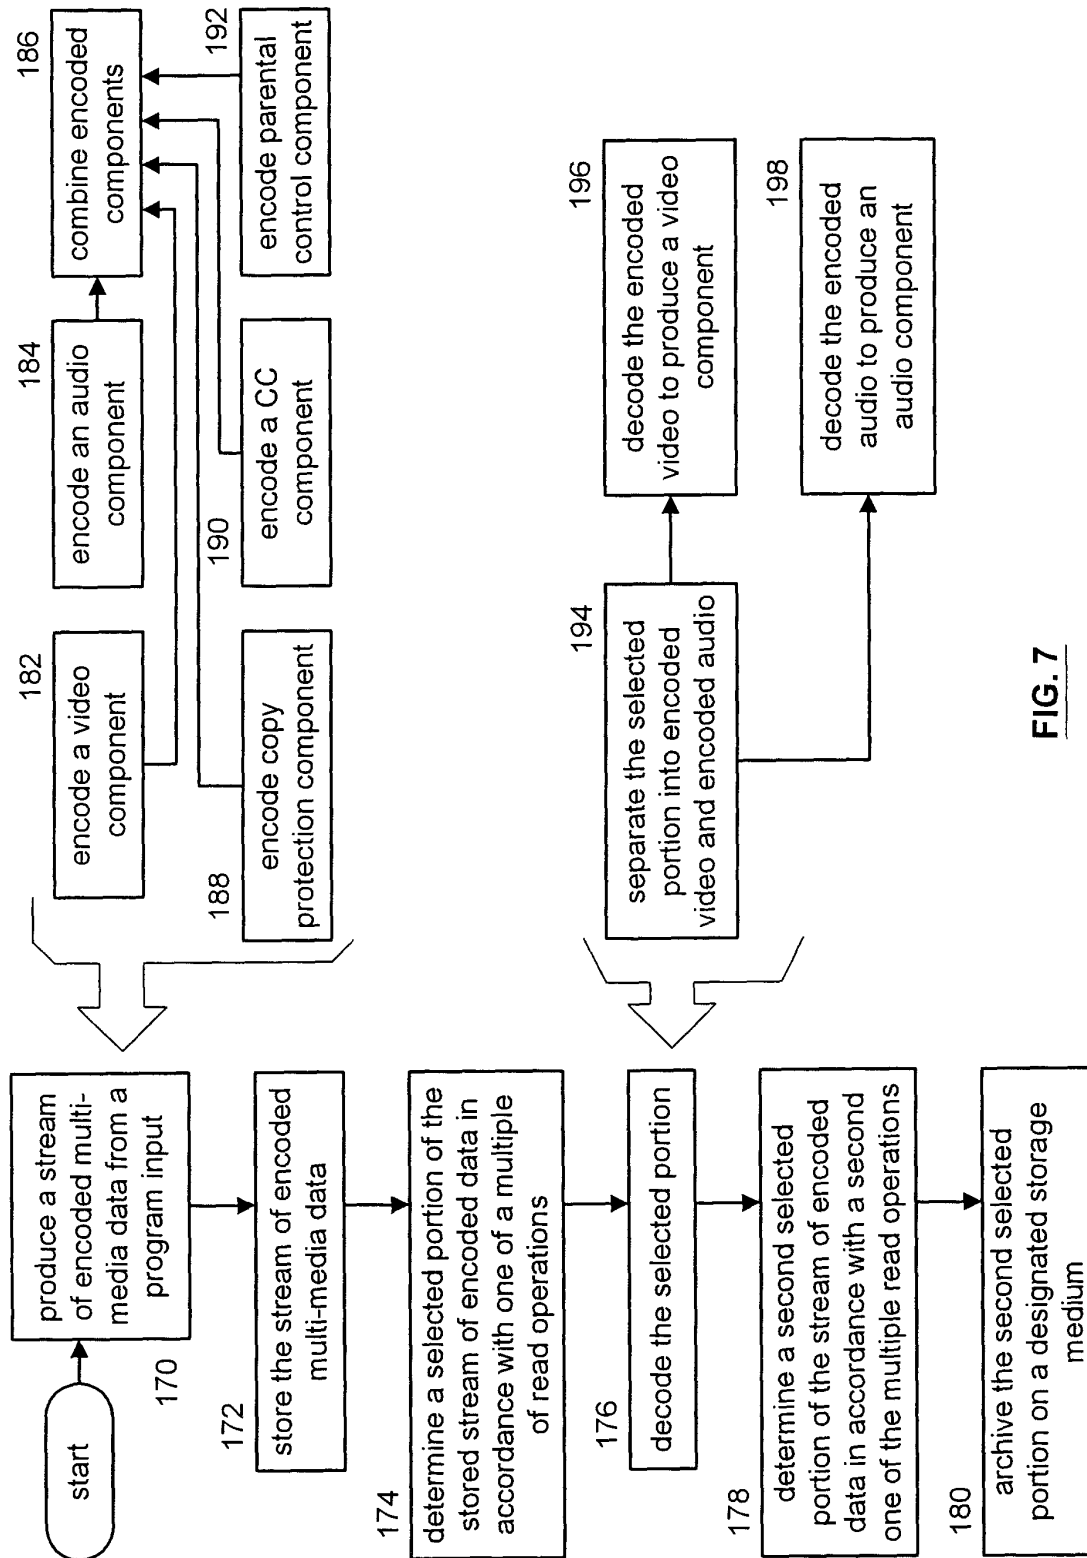 start
170
produce a stream
of encoded multi-
media data from a
program input
172
store the stream of encoded
multi-media data
174
determine a selected portion of the
stored stream of encoded data in
accordance with one of a multiple
of read operations
176
decode the selected portion
178
determine a second selected
portion of the stream of encoded
data in accordance with a second
one of the multiple read operations
180
archive the second selected
portion on a designated storage
medium
182
encode a video
component
184
encode an audio
component
186
combine encoded
components
188
encode copy
protection component
190
encode a CC
component
192
encode parental
control component
194
separate the selected
portion into encoded
video and encoded audio
196
decode the encoded
video to produce a video
component
198
decode the encoded
audio to produce an
audio component
FIG. 7